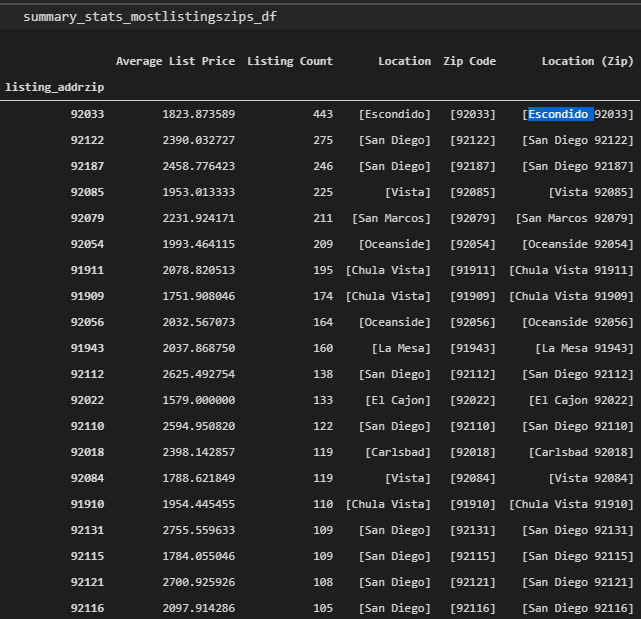 summary_stats_mostlistingszips_df
Average List Price Listing Count Location Zip Code Location (Zip)
listing_addrzip
92033 1823.873589 443 [Escondido] [92033] [Escondido 92033]
92122 2390.032727 275 [San Diego] [92122] [San Diego 92122]
92187 2458.776423 246 [San Diego] [92187] [San Diego 92187]
92085 1953.013333 225 [Vista] [92085] [Vista 92085]
92079 2231.924171 211 [San Marcos] [92079] [San Marcos 92079]
92054 1993.464115 209 [Oceanside] [92054] [Oceanside 92054]
91911 2078.820513 195 [Chula Vista] [91911] [Chula Vista 91911]
91909 1751.908046 174 [Chula Vista] [91909] [Chula Vista 91909]
92056 2032.567073 164 [Oceanside] [92056] [Oceanside 92056]
91943 2037.868750 160 [La Mesa] [91943] [La Mesa 91943]
92112 2625.492754 138 [San Diego] [92112] [San Diego 92112]
92022 1579.000000 133 [El Cajon] [92022] [El Cajon 92022]
92110 2594.950820 122 [San Diego] [92110] [San Diego 92110]
92018 2398.142857 119 [Carlsbad] [92018] [Carlsbad 92018]
92084 1788.621849 119 [Vista] [92084] [Vista 92084]
91910 1954.445455 110 [Chula Vista] [91910] [Chula Vista 91910]
92131 2755.559633 109 [San Diego] [92131] [San Diego 92131]
92115 1784.055046 109 [San Diego] [92115] [San Diego 92115]
92121 2700.925926 108 [San Diego] [92121] [San Diego 92121]
92116 2097.914286 105 [San Diego] [92116] [San Diego 92116]